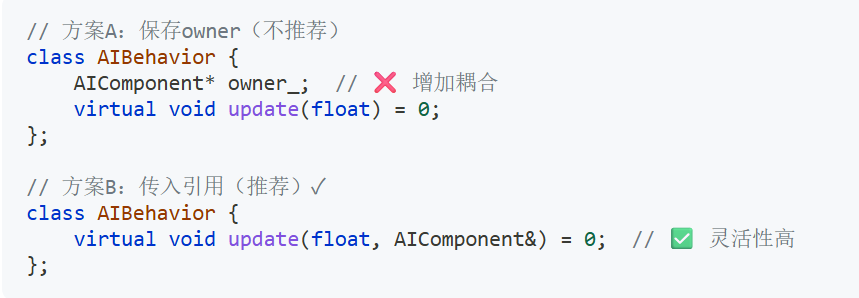 // 方案A：保存owner（不推荐）
class AIBehavior {
    AIComponent* owner_;  // ❌ 增加耦合
    virtual void update(float) = 0;
};

// 方案B：传入引用（推荐）✓
class AIBehavior {
    virtual void update(float, AIComponent&) = 0;  // ✅ 灵活性高
};